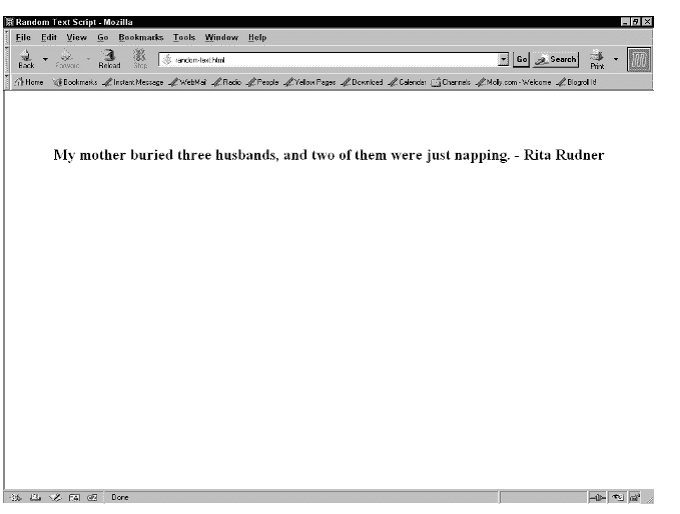 Random Text Script - Mozilla
File Edit View Go Bookmarks Tools Window Help
Back Forward Reload Stop random-text.html Go Search Print
Home Bookmarks Instant Message WebMail Radio People Yellow Pages Download Calendar Channels Molly.com - Welcome Blogroll It!
My mother buried three husbands, and two of them were just napping. - Rita Rudner
Done